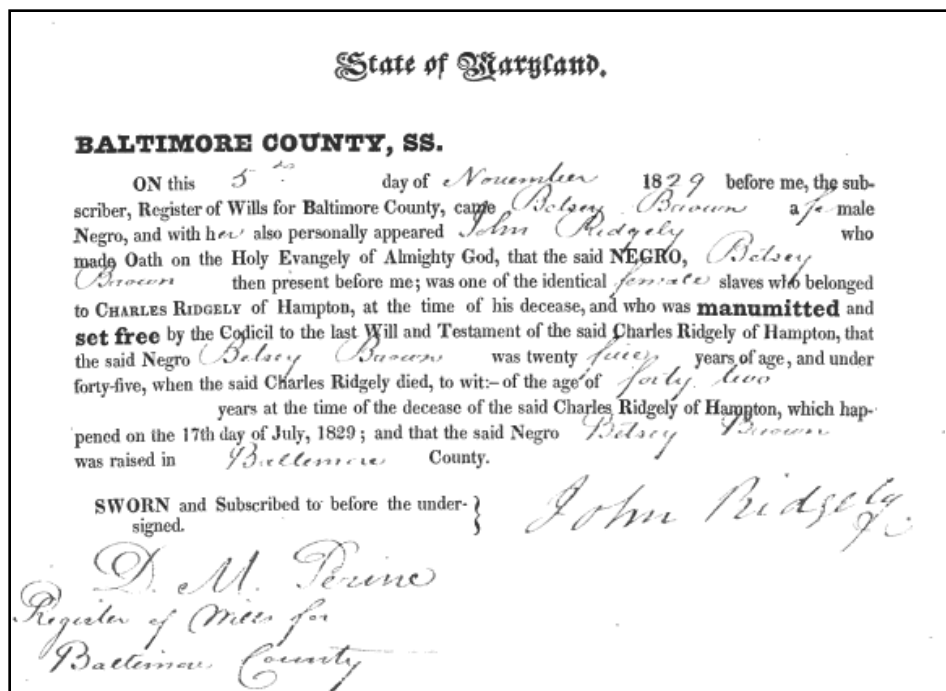 State of Maryland.
BALTIMORE COUNTY, SS.
ON this 5th day of November 1829 before me, the sub-
scriber, Register of Wills for Baltimore County, came Betsey Brown a female
Negro, and with her also personally appeared John Ridgely who
made Oath on the Holy Evangely of Almighty God, that the said NEGRO, Betsey
Brown then present before me; was one of the identical female slaves who belonged
to CHARLES RIDGELY of Hampton, at the time of his decease, and who was manumitted and
set free by the Codicil to the last Will and Testament of the said Charles Ridgely of Hampton, that
the said Negro Betsey Brown was twenty years of age, and under
forty-five, when the said Charles Ridgely died, to wit:– of the age of forty two
years at the time of the decease of the said Charles Ridgely of Hampton, which hap-
pened on the 17th day of July, 1829; and that the said Negro Betsey Brown
was raised in Baltimore County.
SWORN and Subscribed to before the under- }
signed.
John Ridgely
D. M. Perine
Register of Wills for
Baltimore County